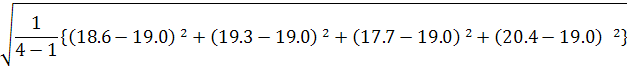 √(1/(4−1) {(18.6−19.0) ² + (19.3−19.0) ² + (17.7−19.0) ² + (20.4−19.0) ²})